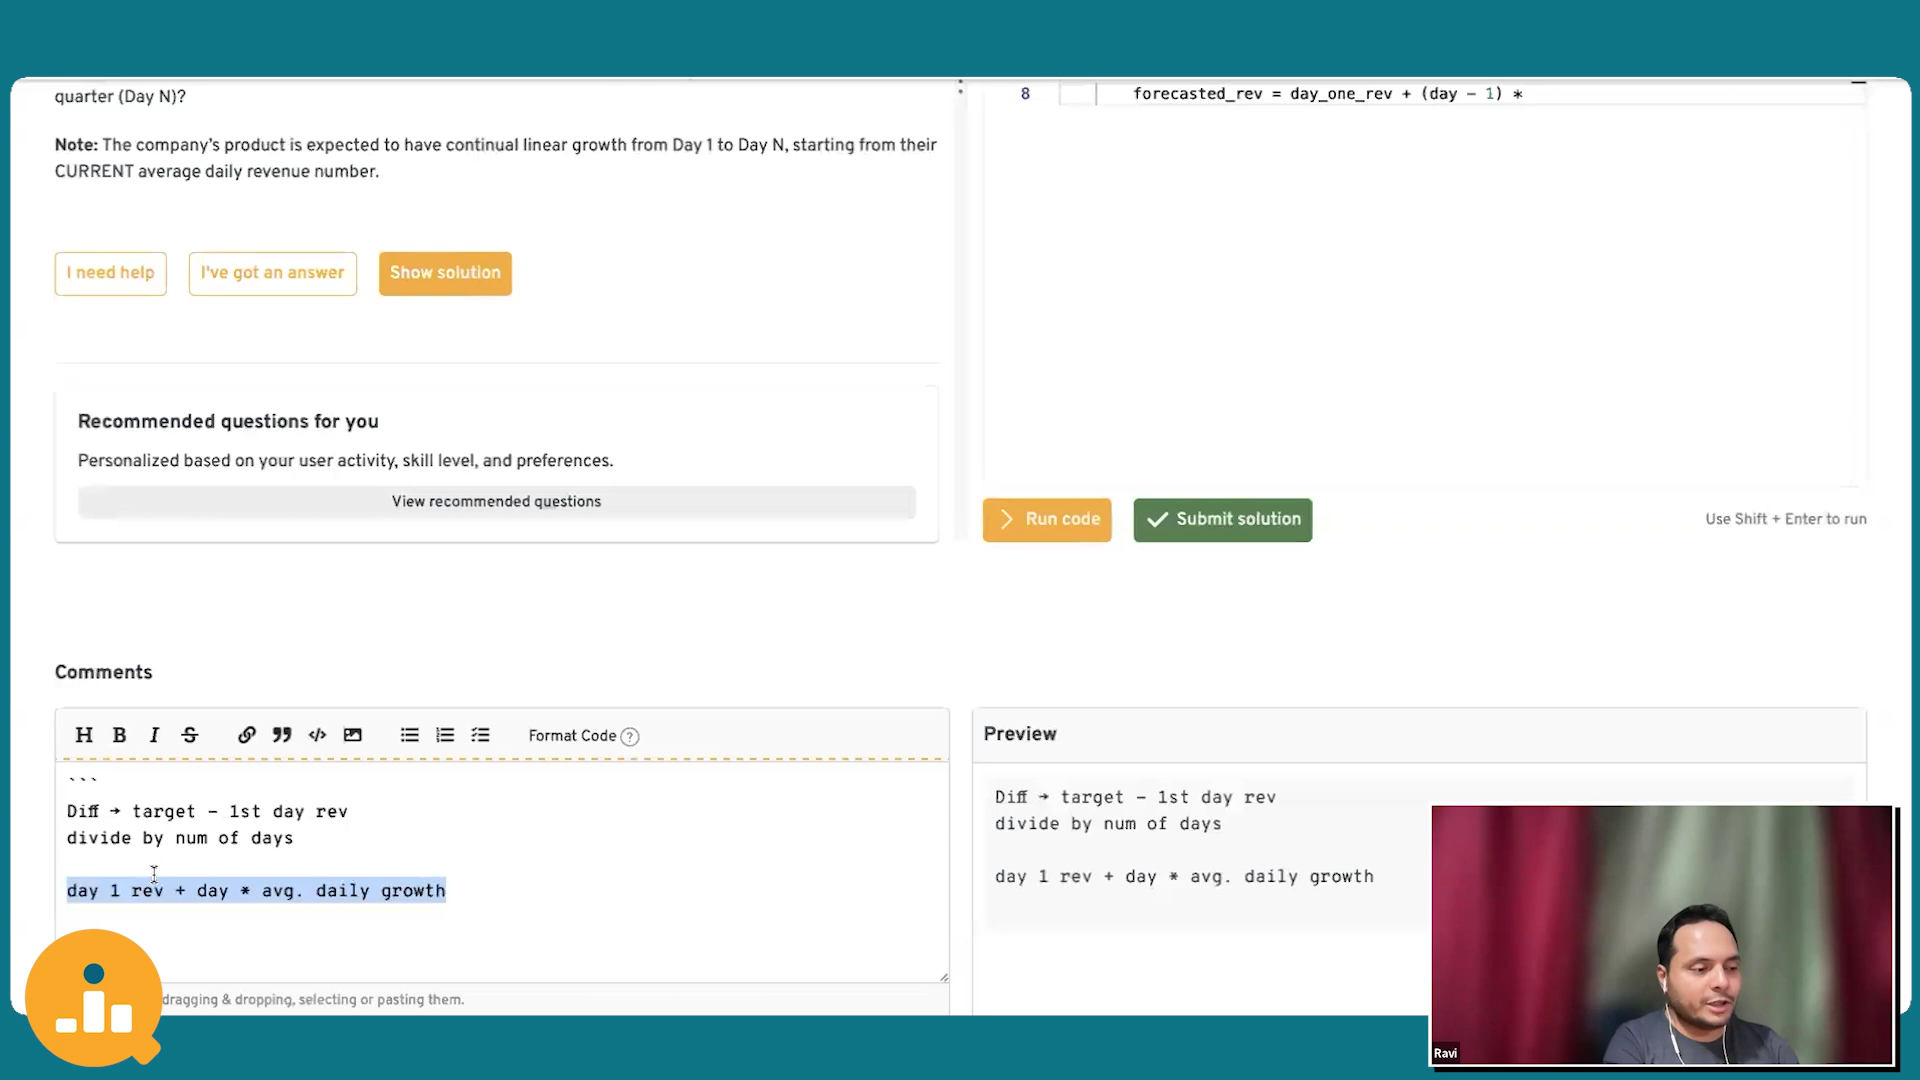 quarter (Day N)?
Note: The company's product is expected to have continual linear growth from Day 1 to Day N, starting from their
CURRENT average daily revenue number.
I need help
I've got an answer
Show solution
Recommended questions for you
Personalized based on your user activity, skill level, and preferences.
View recommended questions
8 forecasted_rev = day_one_rev + (day - 1) *
Run code
Submit solution
Use Shift + Enter to run
Comments
H B I S
Format Code ?
```
Diff → target - 1st day rev
divide by num of days
day 1 rev + day * avg. daily growth
dragging & dropping, selecting or pasting them.
Preview
Diff → target - 1st day rev
divide by num of days
day 1 rev + day * avg. daily growth
Ravi